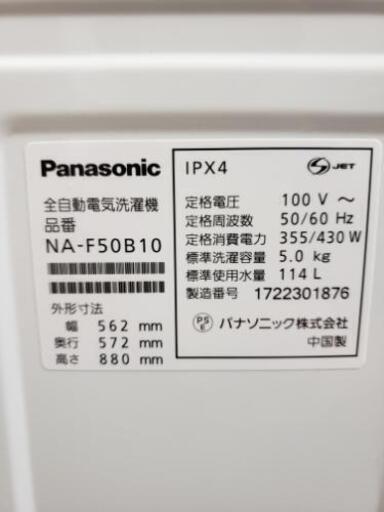 Panasonic
全自動電気洗濯機
品番
NA-F50B10
外形寸法
幅 562 mm
奥行 572 mm
高さ 880 mm
IPX4
S JET
定格電圧 100 V ～
定格周波数 50/60 Hz
定格消費電力 355/430 W
標準洗濯容量 5.0 kg
標準使用水量 114 L
製造番号 1722301876
PSE パナソニック株式会社
中国製